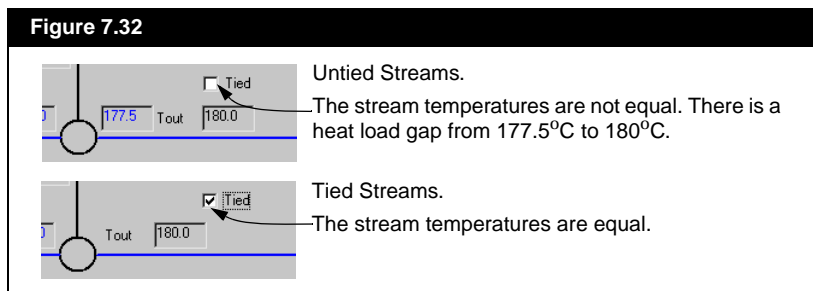 Figure 7.32
Tied
Untied Streams.
0 177.5 Tout 180.0
The stream temperatures are not equal. There is a
heat load gap from 177.5°C to 180°C.
Tied
Tied Streams.
Tout 180.0
The stream temperatures are equal.